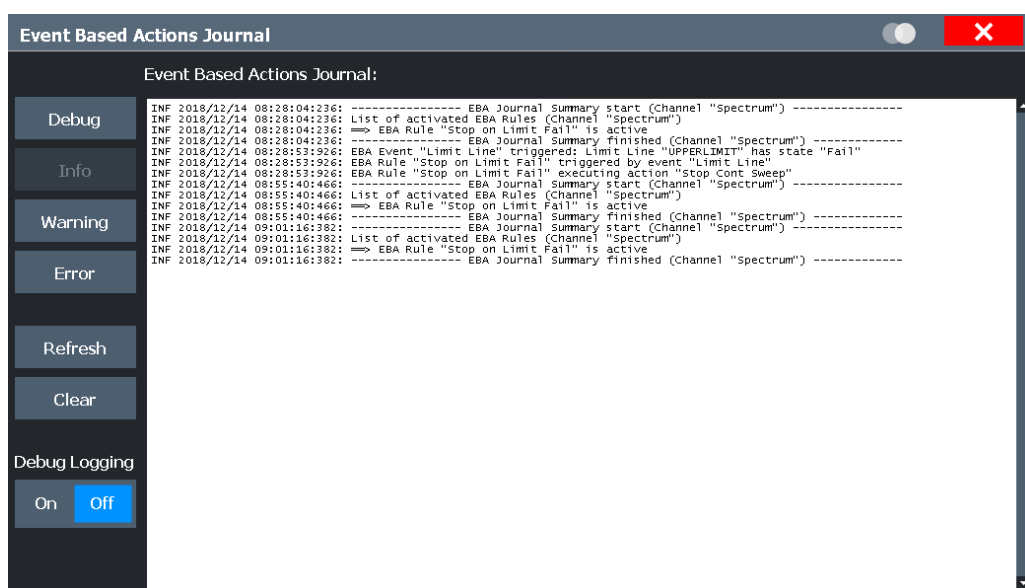 Event Based Actions Journal
Event Based Actions Journal:
Debug
Info
Warning
Error
Refresh
Clear
Debug Logging
On Off
INF 2018/12/14 08:28:04:236: ---------------- EBA Journal Summary start (Channel "Spectrum") ----------------
INF 2018/12/14 08:28:04:236: List of activated EBA Rules (Channel "Spectrum")
INF 2018/12/14 08:28:04:236: ==> EBA Rule "Stop on Limit Fail" is active
INF 2018/12/14 08:28:04:236: ---------------- EBA Journal Summary finished (Channel "Spectrum") -------------
INF 2018/12/14 08:28:53:926: EBA Event "Limit Line" triggered: Limit Line "UPPERLIMIT" has state "Fail"
INF 2018/12/14 08:28:53:926: EBA Rule "Stop on Limit Fail" triggered by event "Limit Line"
INF 2018/12/14 08:28:53:926: EBA Rule "Stop on Limit Fail" executing action "Stop Cont Sweep"
INF 2018/12/14 08:55:40:466: ---------------- EBA Journal Summary start (Channel "Spectrum") ----------------
INF 2018/12/14 08:55:40:466: List of activated EBA Rules (Channel "Spectrum")
INF 2018/12/14 08:55:40:466: ==> EBA Rule "Stop on Limit Fail" is active
INF 2018/12/14 08:55:40:466: ---------------- EBA Journal Summary finished (Channel "Spectrum") -------------
INF 2018/12/14 09:01:16:382: ---------------- EBA Journal Summary start (Channel "Spectrum") ----------------
INF 2018/12/14 09:01:16:382: List of activated EBA Rules (Channel "Spectrum")
INF 2018/12/14 09:01:16:382: ==> EBA Rule "Stop on Limit Fail" is active
INF 2018/12/14 09:01:16:382: ---------------- EBA Journal Summary finished (Channel "Spectrum") -------------